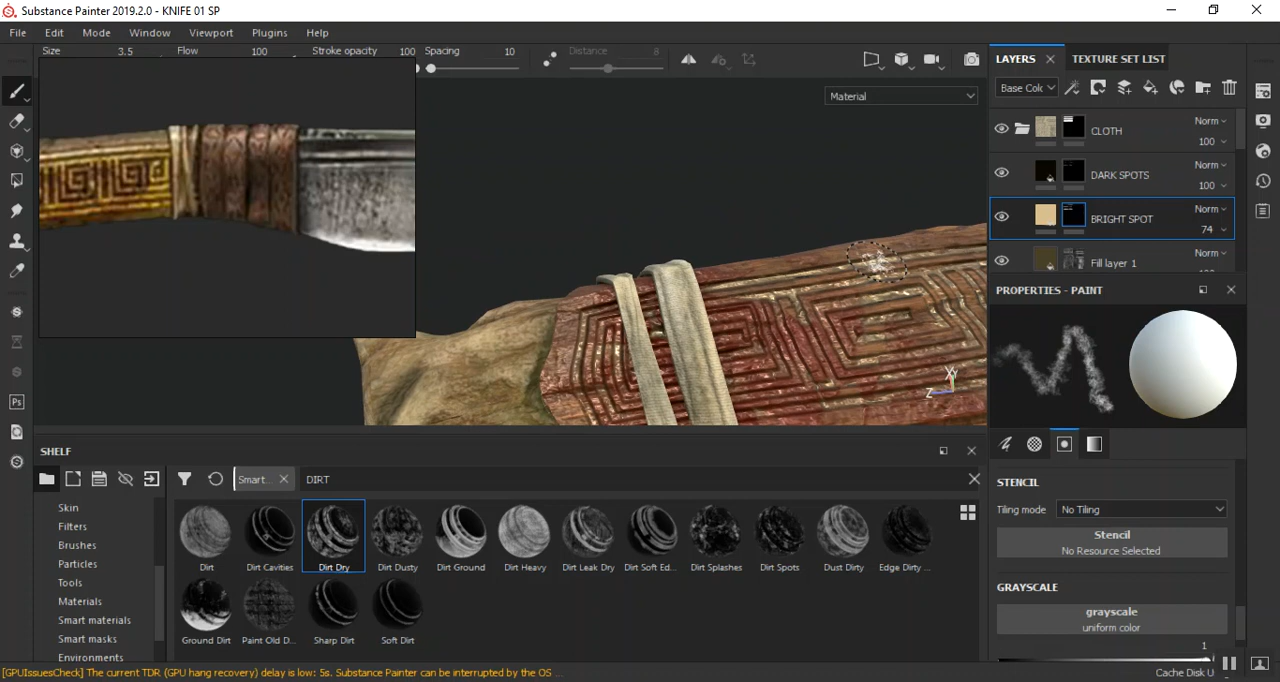 Substance Painter 2019.2.0 - KNIFE 01 SP
File Edit Mode Window Viewport Plugins Help
Size 3.5 Flow 100 Stroke opacity 100 Spacing 10 Distance 8
Material
LAYERS TEXTURE SET LIST
Base Col
CLOTH Norm 100
DARK SPOTS Norm 100
BRIGHT SPOT Norm 74
Fill layer 1 Norm
PROPERTIES - PAINT
STENCIL
Tiling mode No Tiling
Stencil
No Resource Selected
GRAYSCALE
grayscale
uniform color
1
Cache Disk U
XY
Z
Ps
SHELF
Smart... DIRT
Skin
Filters
Brushes
Particles
Tools
Materials
Smart materials
Smart masks
Environments
Dirt Dirt Cavities Dirt Dry Dirt Dusty Dirt Ground Dirt Heavy Dirt Leak Dry Dirt Soft Ed... Dirt Splashes Dirt Spots Dust Dirty Edge Dirty ...
Ground Dirt Paint Old D... Sharp Dirt Soft Dirt
[GPUIssuesCheck] The current TDR (GPU hang recovery) delay is low: 5s. Substance Painter can be interrupted by the OS ...